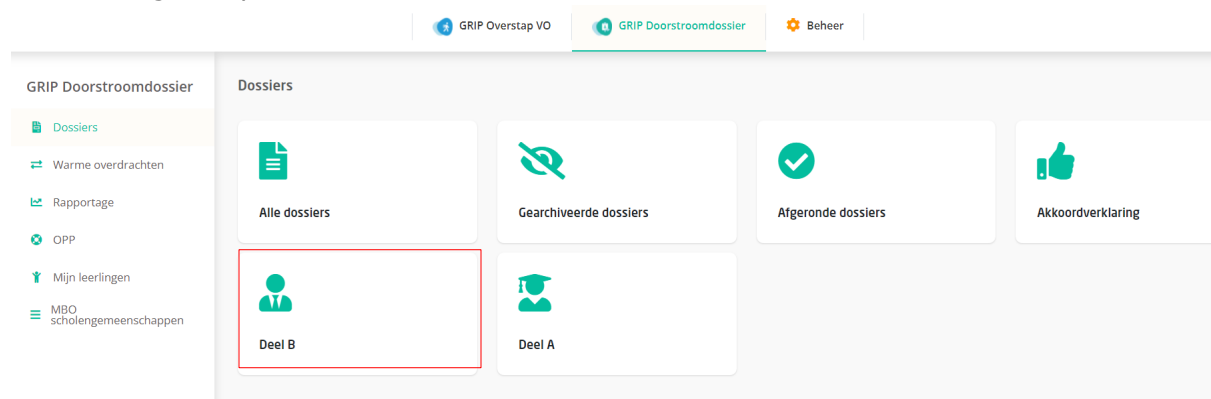 GRIP Overstap VO
GRIP Doorstroomdossier
Beheer
GRIP Doorstroomdossier
Dossiers
Warme overdrachten
Rapportage
OPP
Mijn leerlingen
MBO
scholengemeenschappen
Dossiers
Alle dossiers
Gearchiveerde dossiers
Afgeronde dossiers
Akkoordverklaring
Deel B
Deel A